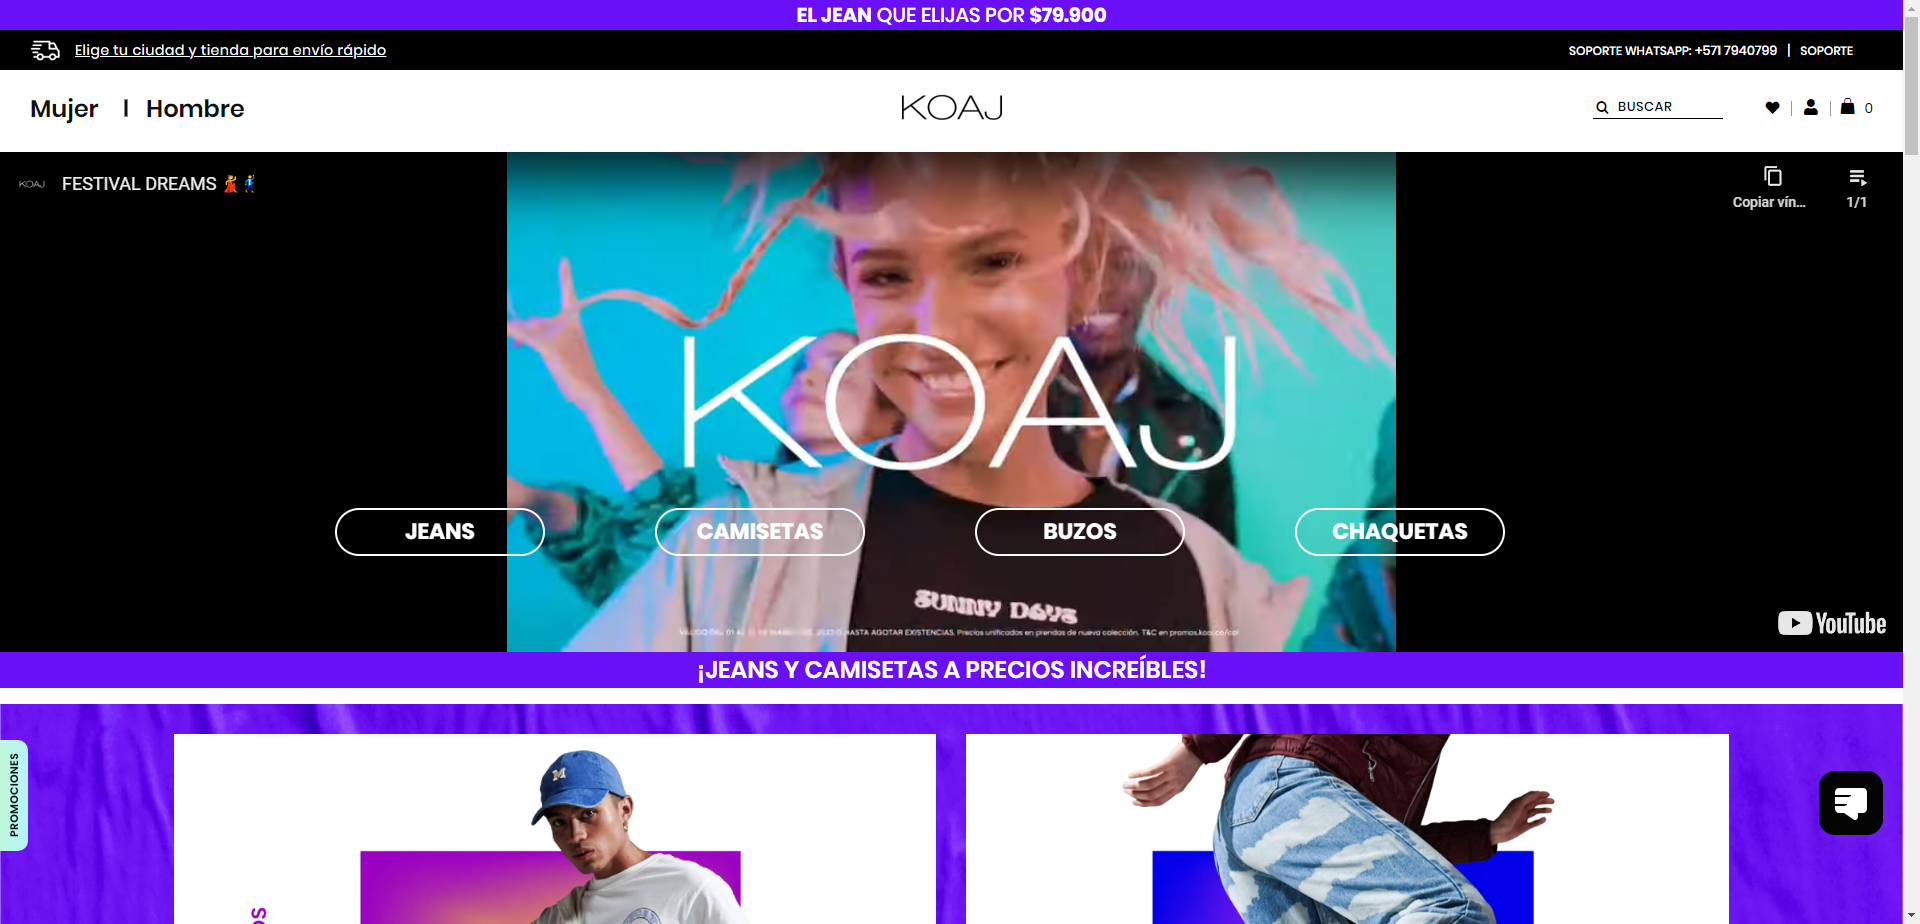 EL JEAN QUE ELIJAS POR $79.900
Elige tu ciudad y tienda para envío rápido
SOPORTE WHATSAPP: +571 7940799 | SOPORTE
Mujer | Hombre
KOAJ
BUSCAR
0
KOAJ
FESTIVAL DREAMS
Copiar vín...
1/1
KOAJ
JEANS
CAMISETAS
BUZOS
CHAQUETAS
SUNNY DAYS
HASTA AGOTAR EXISTENCIAS. Precios unificados en prendas de nueva colección. T&C en promos.koaj.co/col
YouTube
¡JEANS Y CAMISETAS A PRECIOS INCREÍBLES!
PROMOCIONES
M
OS